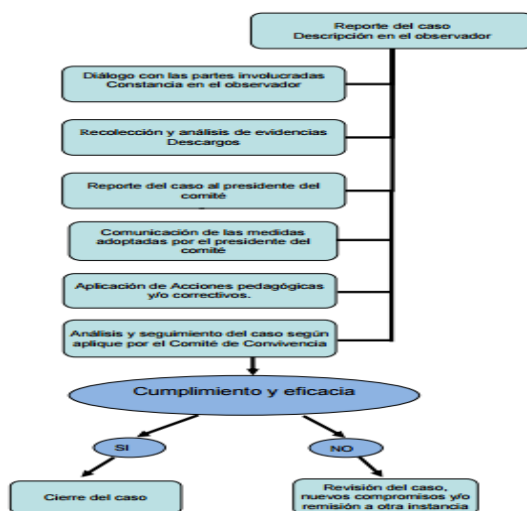 Reporte del caso
Descripción en el observador
Diálogo con las partes involucradas
Constancia en el observador
Recolección y análisis de evidencias
Descargos
Reporte del caso al presidente del
comité
Comunicación de las medidas
adoptadas por el presidente del
comité
Aplicación de Acciones pedagógicas
y/o correctivos.
Análisis y seguimiento del caso según
aplique por el Comité de Convivencia
Cumplimiento y eficacia
SI
NO
Cierre del caso
Revisión del caso,
nuevos compromisos y/o
remisión a otra instancia